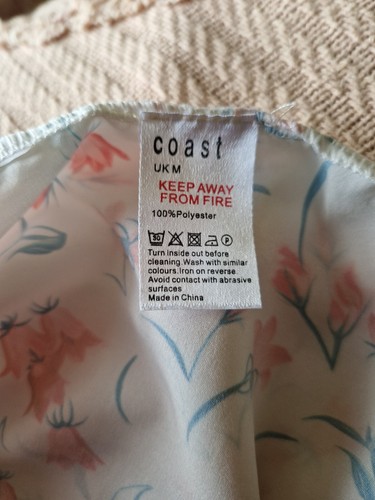 coast
UK M
KEEP AWAY
FROM FIRE
100%Polyester
30 P
Turn inside out before
cleaning.Wash with similar
colours.Iron on reverse.
Avoid contact with abrasive
surfaces
Made in China